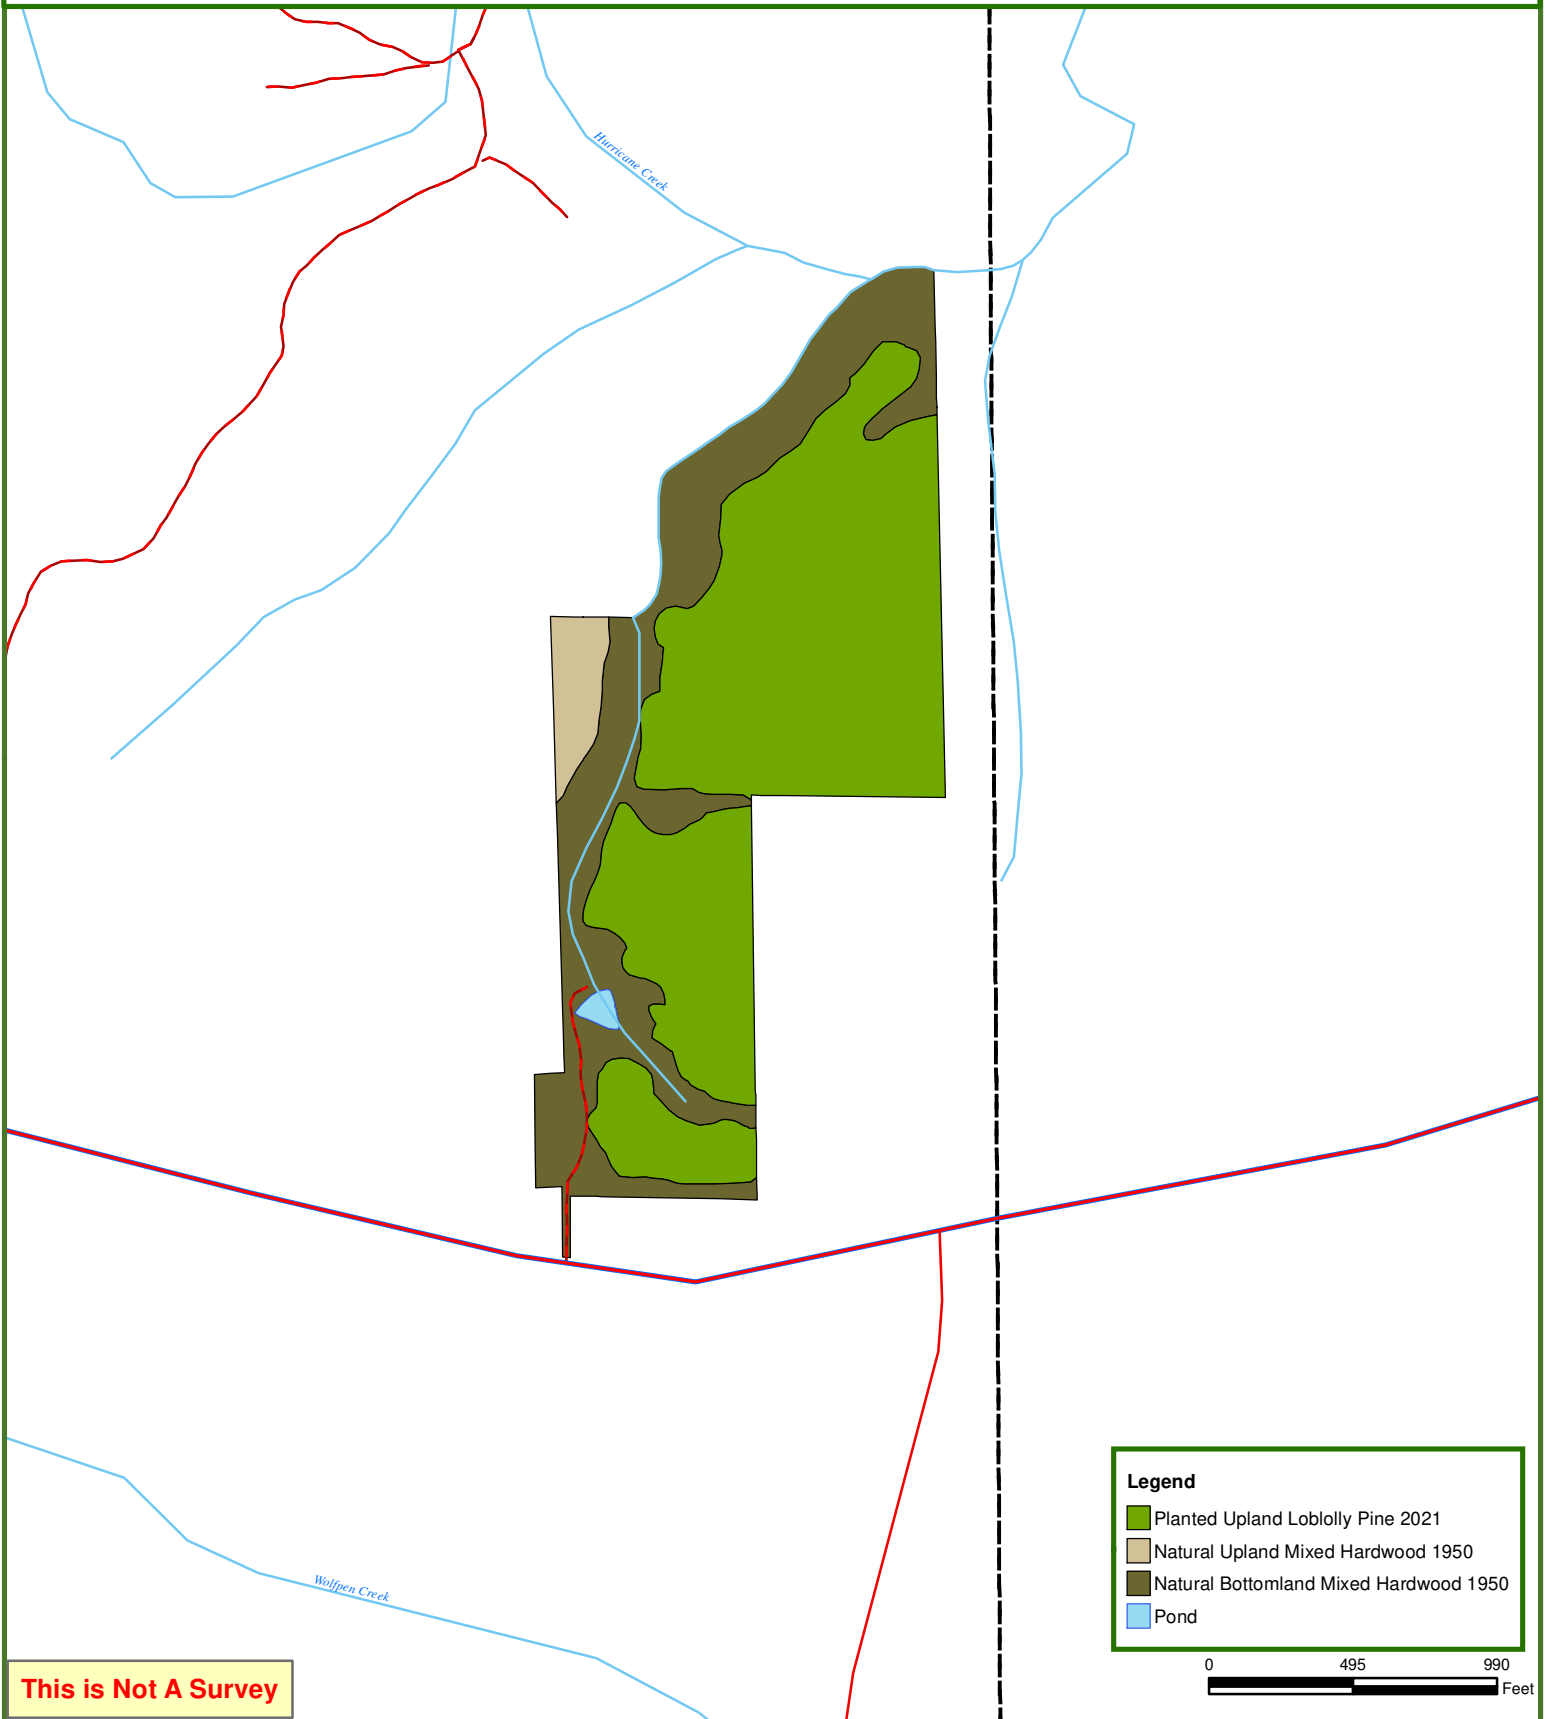 Hurricane Creek
Legend
Planted Upland Loblolly Pine 2021
Natural Upland Mixed Hardwood 1950
Natural Bottomland Mixed Hardwood 1950
Pond
Wolfpen Creek
0 495 990
Feet
This is Not A Survey